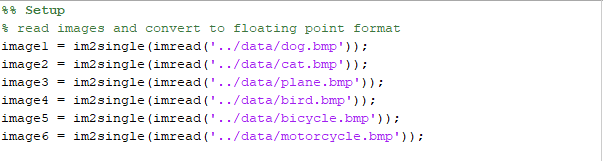 %% Setup
% read images and convert to floating point format
image1 = im2single(imread('../data/dog.bmp'));
image2 = im2single(imread('../data/cat.bmp'));
image3 = im2single(imread('../data/plane.bmp'));
image4 = im2single(imread('../data/bird.bmp'));
image5 = im2single(imread('../data/bicycle.bmp'));
image6 = im2single(imread('../data/motorcycle.bmp'));